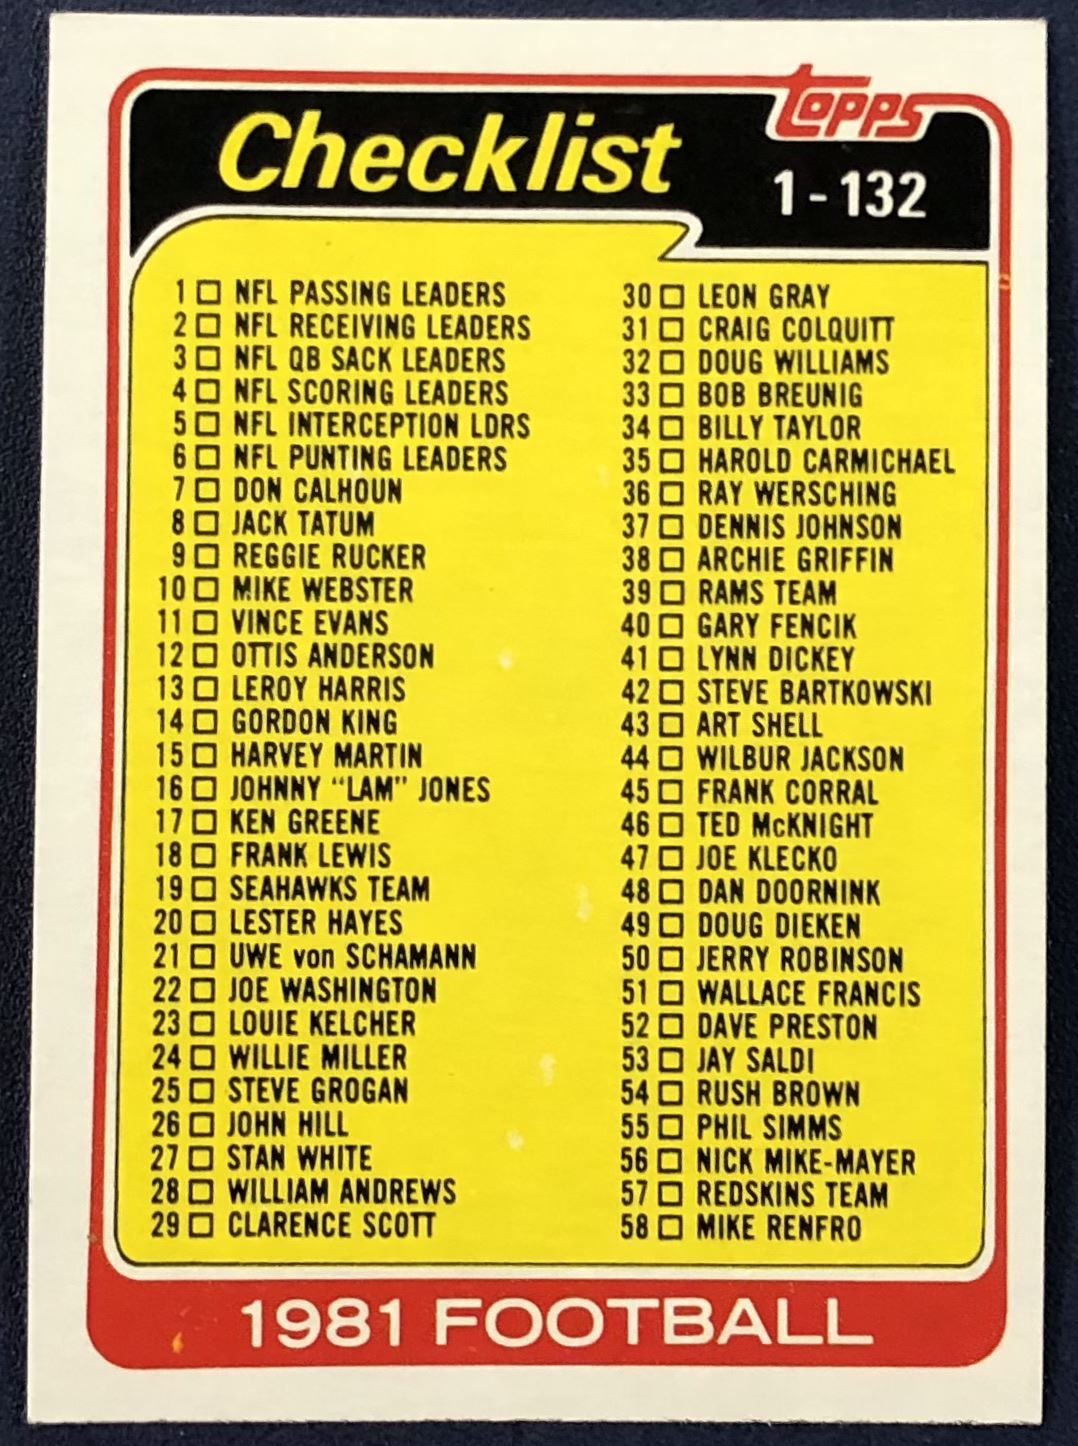 Topps
Checklist
1 - 132
1 NFL PASSING LEADERS
2 NFL RECEIVING LEADERS
3 NFL QB SACK LEADERS
4 NFL SCORING LEADERS
5 NFL INTERCEPTION LDRS
6 NFL PUNTING LEADERS
7 DON CALHOUN
8 JACK TATUM
9 REGGIE RUCKER
10 MIKE WEBSTER
11 VINCE EVANS
12 OTTIS ANDERSON
13 LEROY HARRIS
14 GORDON KING
15 HARVEY MARTIN
16 JOHNNY "LAM" JONES
17 KEN GREENE
18 FRANK LEWIS
19 SEAHAWKS TEAM
20 LESTER HAYES
21 UWE von SCHAMANN
22 JOE WASHINGTON
23 LOUIE KELCHER
24 WILLIE MILLER
25 STEVE GROGAN
26 JOHN HILL
27 STAN WHITE
28 WILLIAM ANDREWS
29 CLARENCE SCOTT
30 LEON GRAY
31 CRAIG COLQUITT
32 DOUG WILLIAMS
33 BOB BREUNIG
34 BILLY TAYLOR
35 HAROLD CARMICHAEL
36 RAY WERSCHING
37 DENNIS JOHNSON
38 ARCHIE GRIFFIN
39 RAMS TEAM
40 GARY FENCIK
41 LYNN DICKEY
42 STEVE BARTKOWSKI
43 ART SHELL
44 WILBUR JACKSON
45 FRANK CORRAL
46 TED McKNIGHT
47 JOE KLECKO
48 DAN DOORNINK
49 DOUG DIEKEN
50 JERRY ROBINSON
51 WALLACE FRANCIS
52 DAVE PRESTON
53 JAY SALDI
54 RUSH BROWN
55 PHIL SIMMS
56 NICK MIKE-MAYER
57 REDSKINS TEAM
58 MIKE RENFRO
1981 FOOTBALL